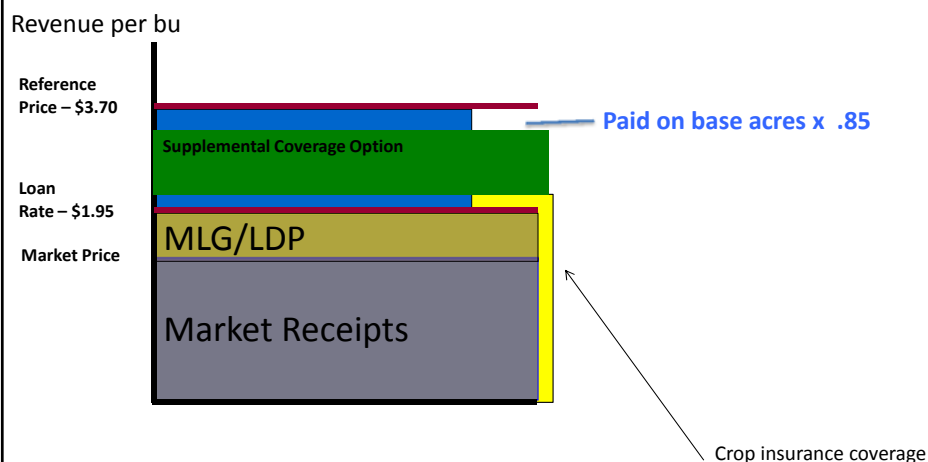 Revenue per bu
Reference
Price – $3.70
Paid on base acres x .85
Supplemental Coverage Option
Loan
Rate – $1.95
MLG/LDP
Market Price
Market Receipts
Crop insurance coverage